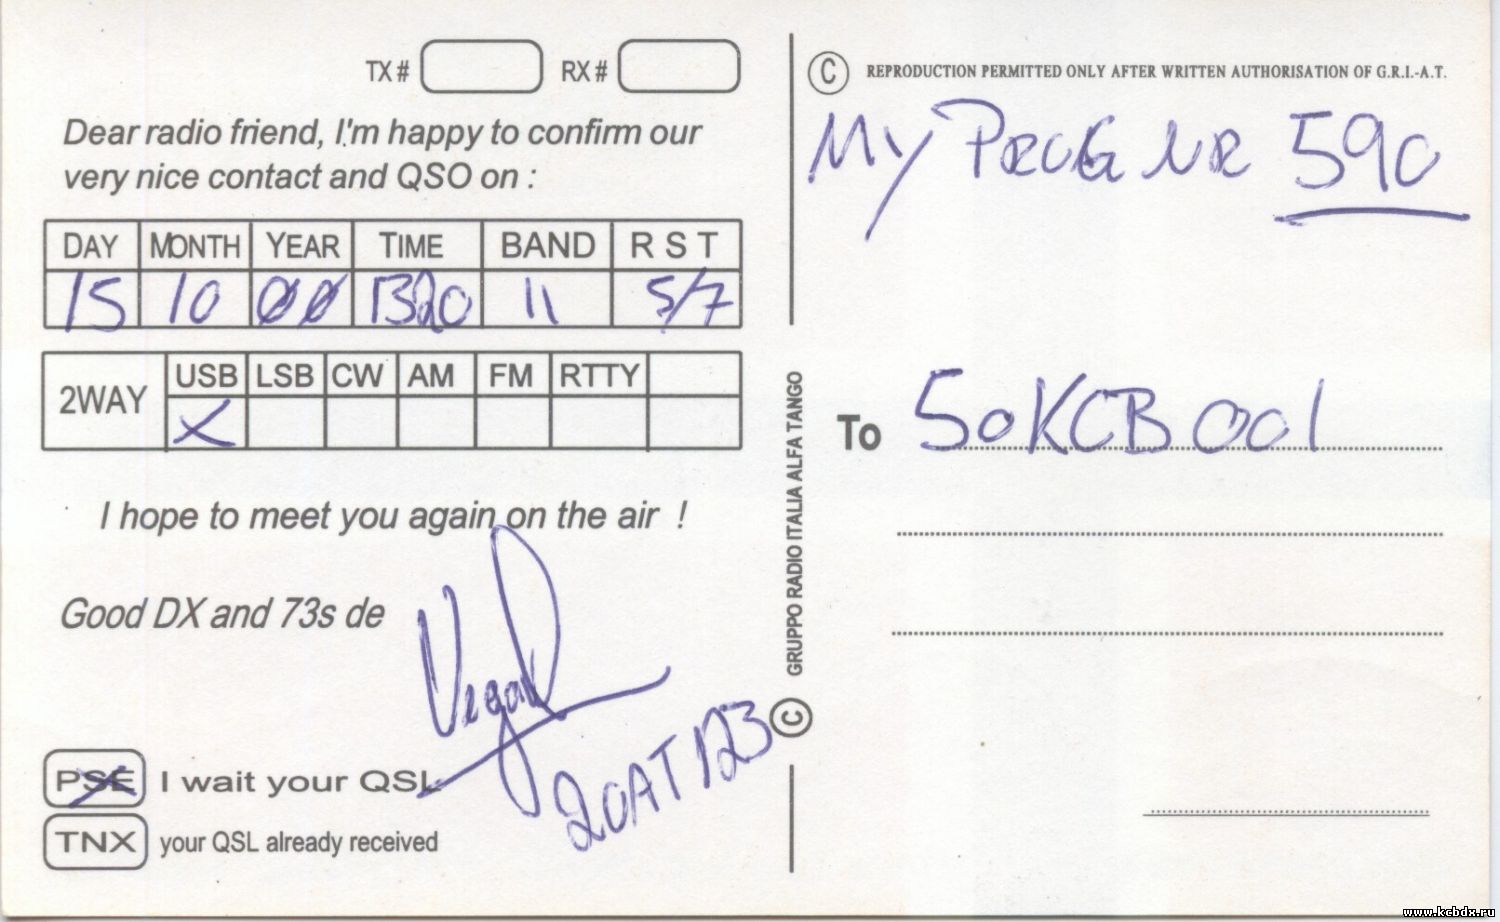 TX # RX #
Dear radio friend, I'm happy to confirm our
very nice contact and QSO on :
DAY MONTH YEAR TIME BAND R S T
15 10 00 1320 11 5/7
2WAY USB LSB CW AM FM RTTY
X
I hope to meet you again on the air !
Good DX and 73s de
Vegard
20AT123
PSE I wait your QSL
TNX your QSL already received
GRUPPO RADIO ITALIA ALFA TANGO ©
© REPRODUCTION PERMITTED ONLY AFTER WRITTEN AUTHORISATION OF G.R.I.-A.T.
MY PROG NR 590
To 50KCB001
www.kcbdx.ru